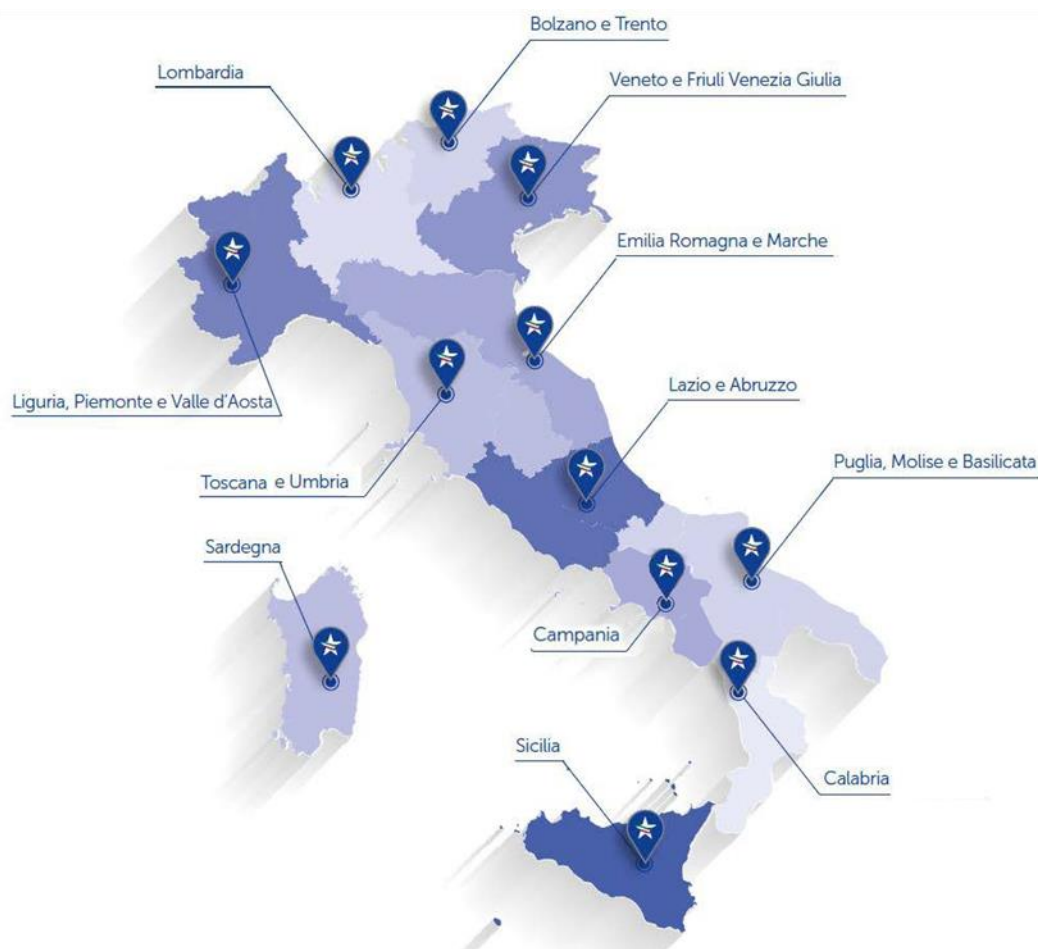 Bolzano e Trento
Lombardia
Veneto e Friuli Venezia Giulia
Emilia Romagna e Marche
Lazio e Abruzzo
Liguria, Piemonte e Valle d'Aosta
Puglia, Molise e Basilicata
Toscana e Umbria
Sardegna
Campania
Sicilia
Calabria